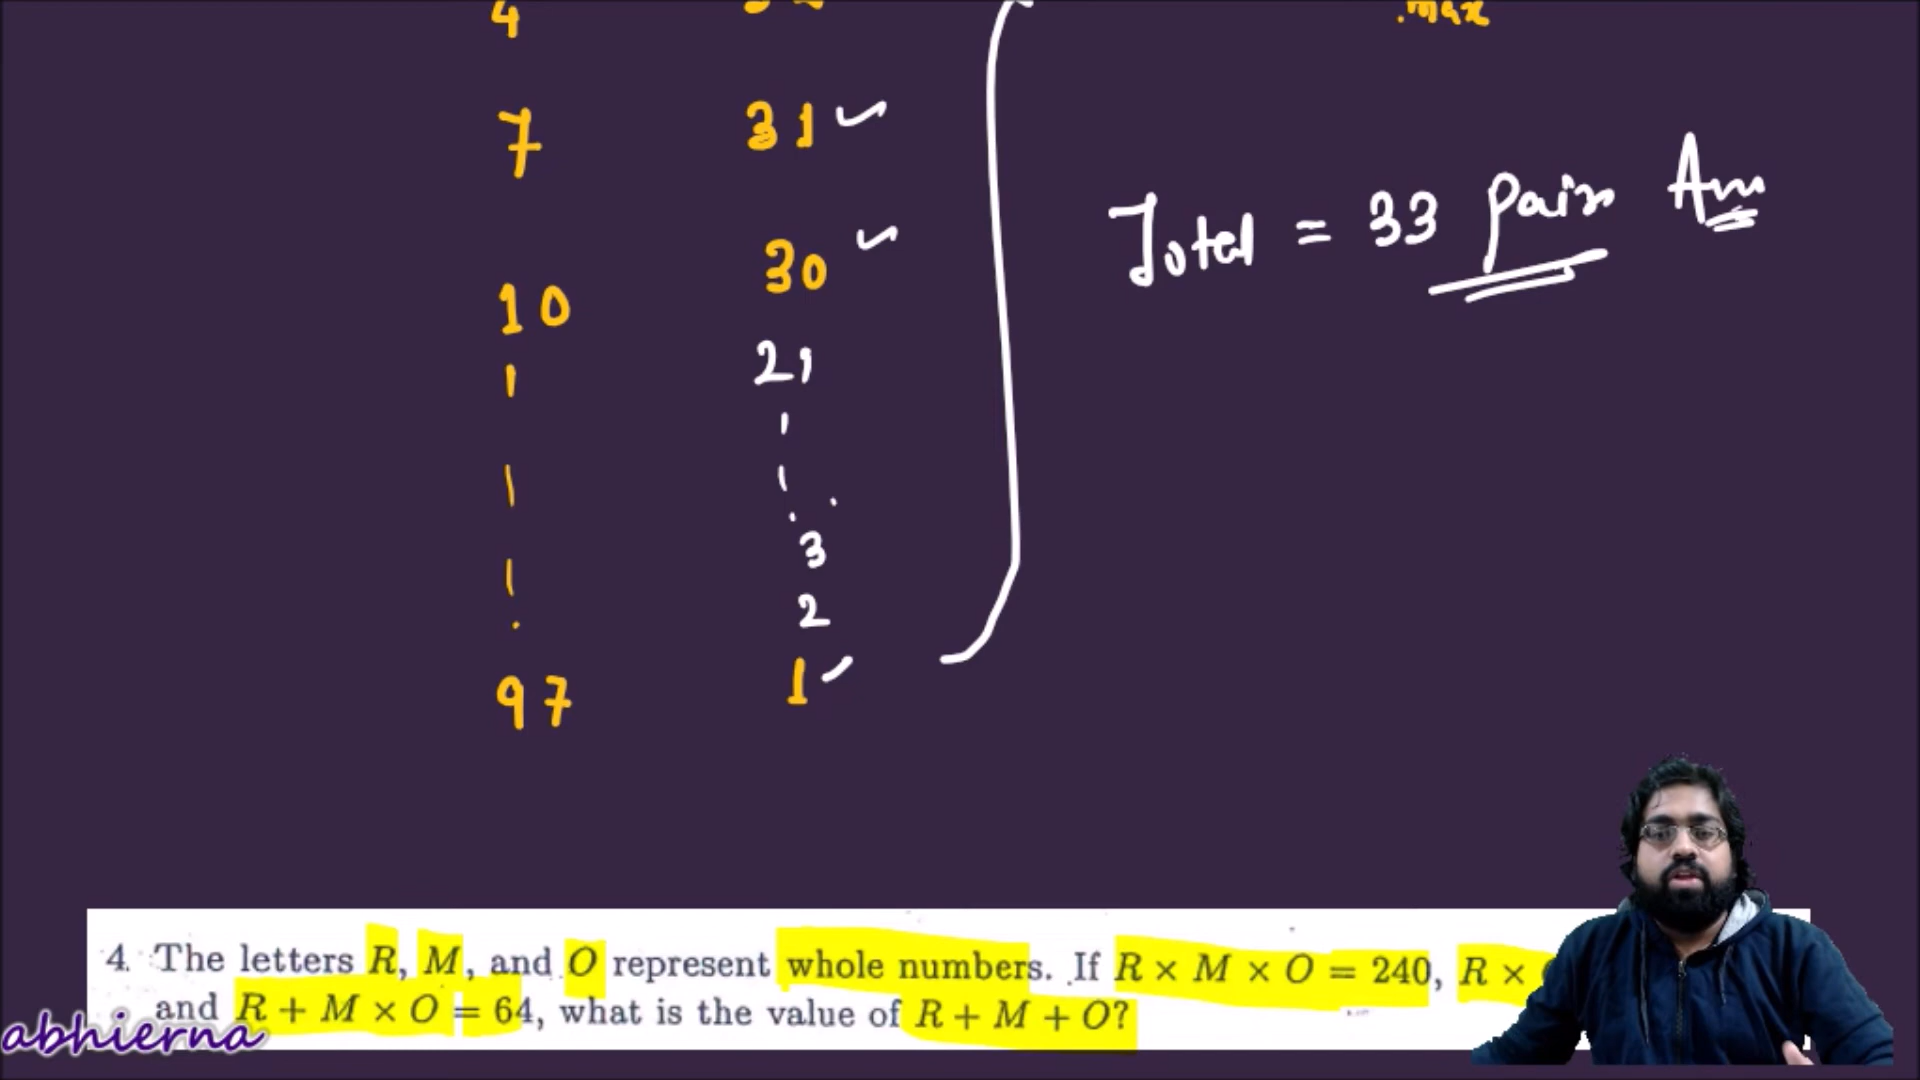 4
.max
7 31
Total = 33 pairs Ans
10 30
21
3
2
97 1
4. The letters R, M, and O represent whole numbers. If R × M × O = 240, R ×
and R + M × O = 64, what is the value of R + M + O?
abhierna